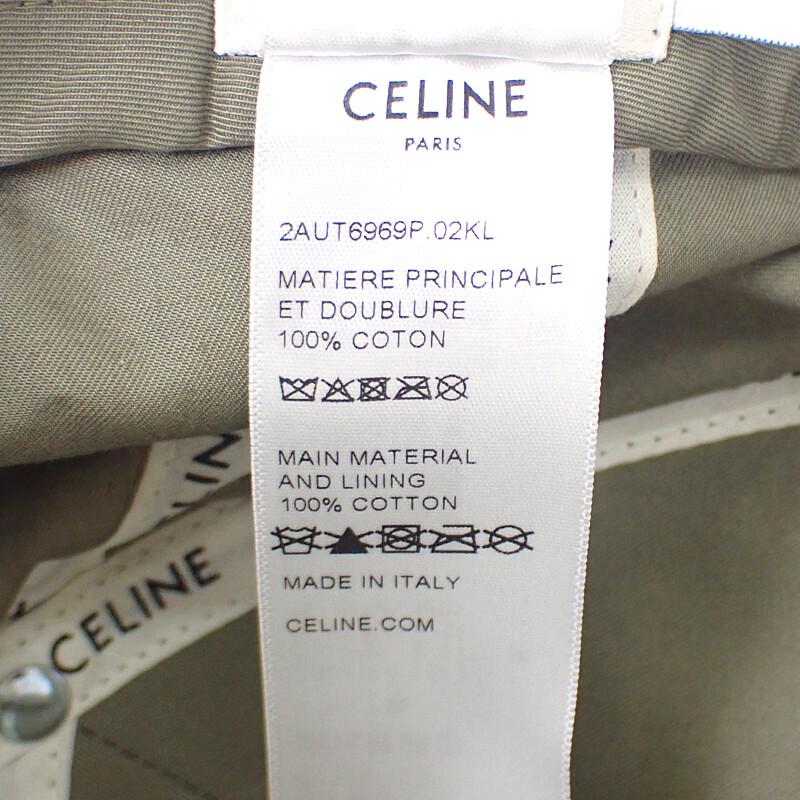 CELINE
PARIS
2AUT6969P.02KL
MATIERE PRINCIPALE
ET DOUBLURE
100% COTON
MAIN MATERIAL
AND LINING
100% COTTON
MADE IN ITALY
CELINE.COM
CELINE